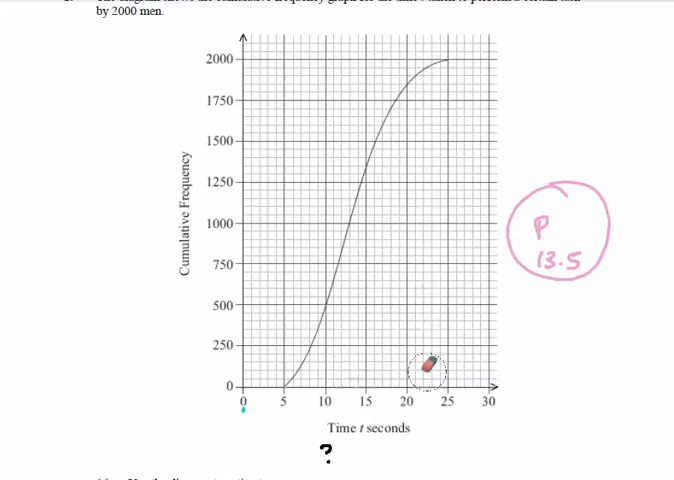 by 2000 men.
2000
1750
1500
1250
1000
750
500
250
0
Cumulative Frequency
0 5 10 15 20 25 30
Time t seconds
?
P
13.5